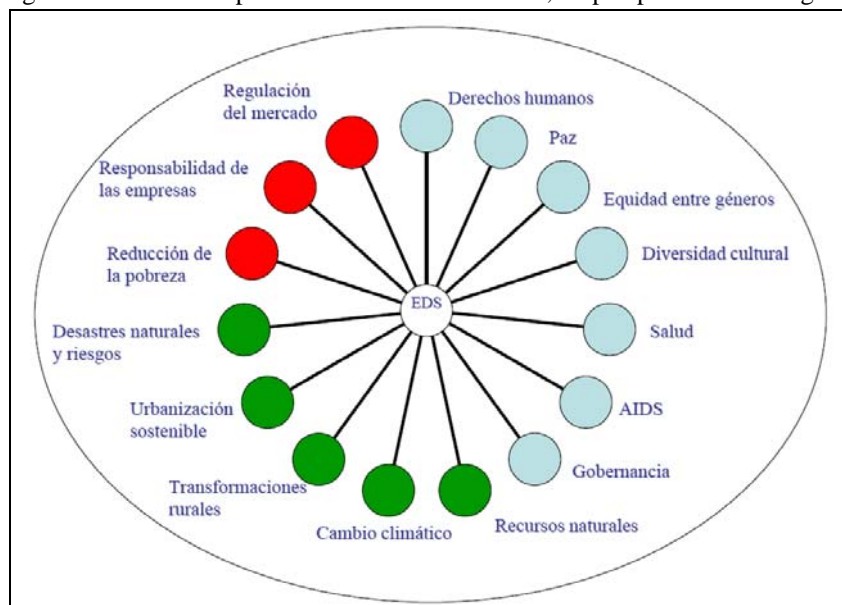 Regulación
del mercado
Derechos humanos
Paz
Responsabilidad de
las empresas
Equidad entre géneros
Reducción de
la pobreza
Diversidad cultural
EDS
Desastres naturales
y riesgos
Salud
Urbanización
sostenible
AIDS
Transformaciones
rurales
Gobernancia
Cambio climático
Recursos naturales